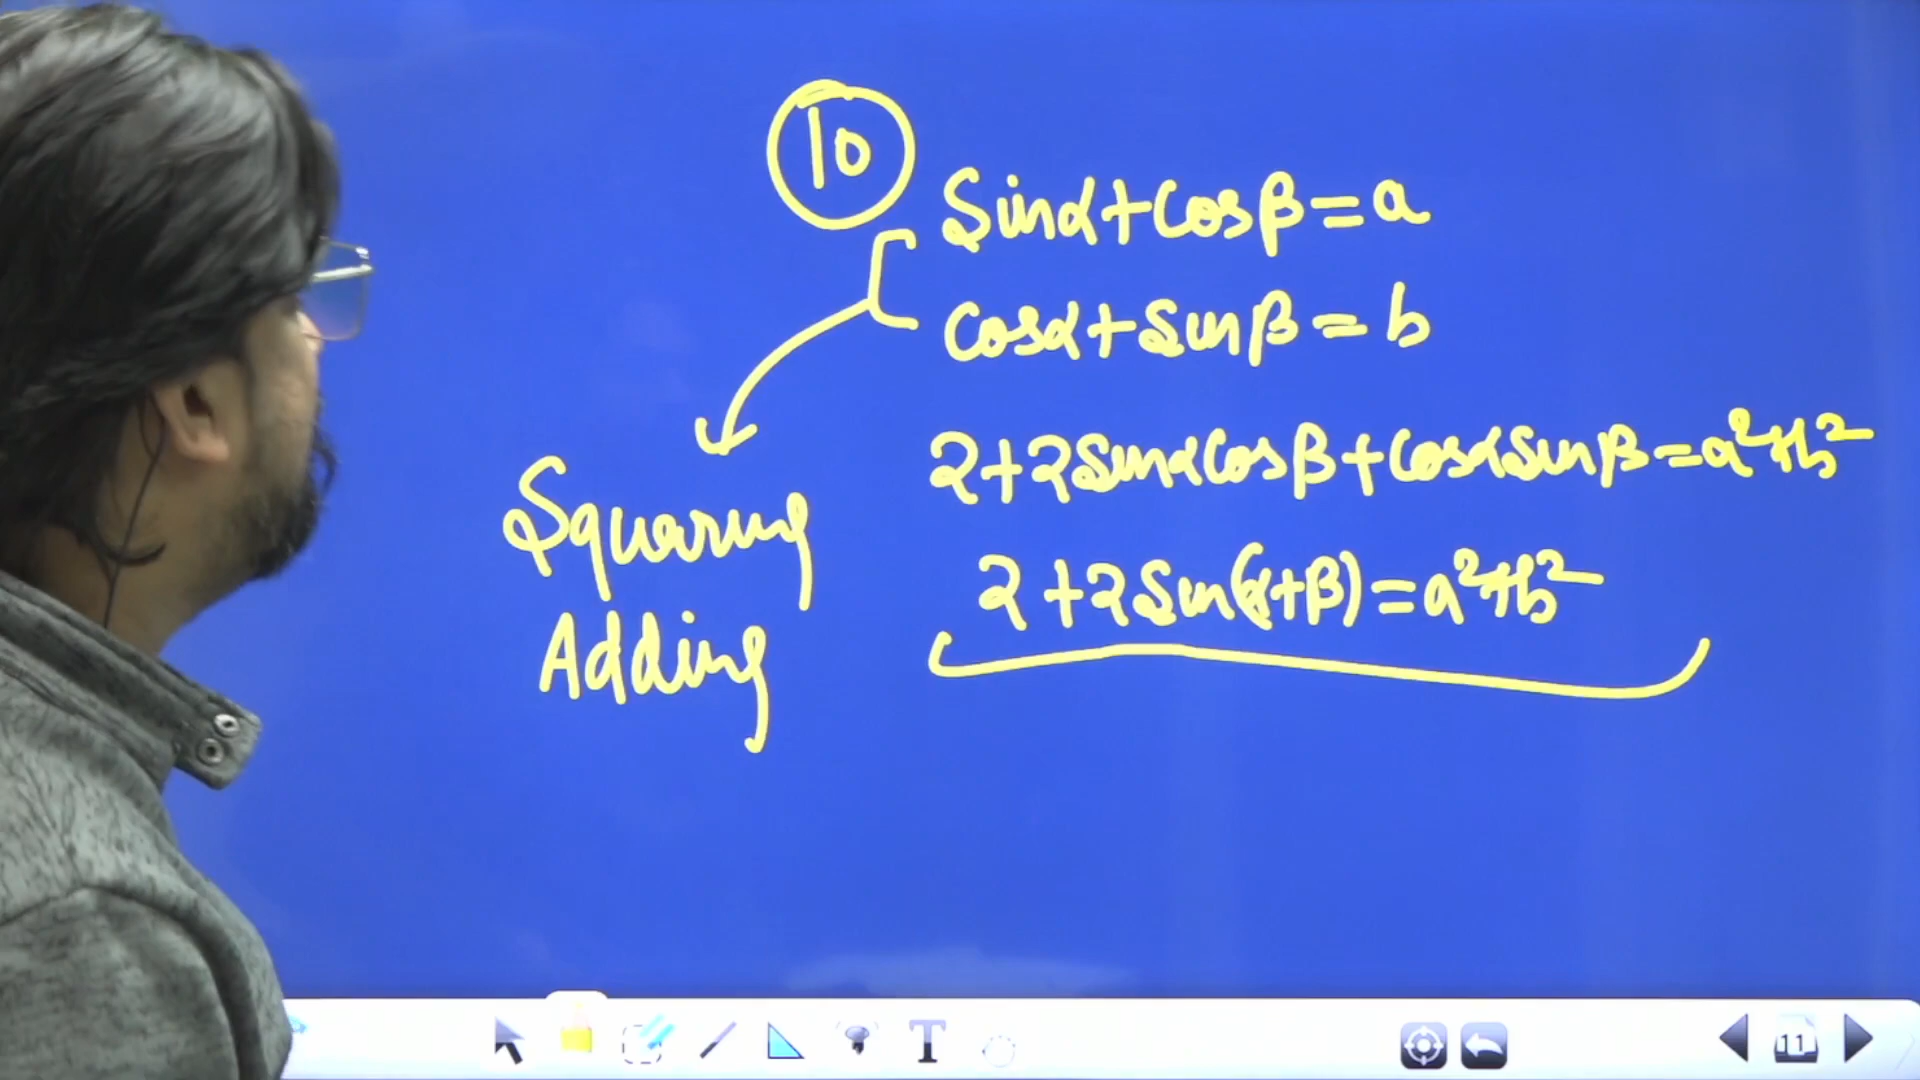 10
Sinα+Cosβ=a
Cosα+Sinβ=b
2+2SinαCosβ+CosαSinβ=a²+b²
Squaring
2+2Sin(α+β)=a²+b²
Adding
T
11